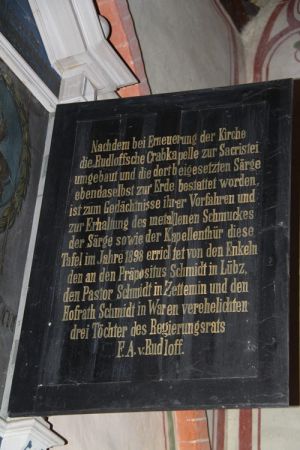 Nachdem bei Erneuerung der Kirche
die Rudloffsche Grabkapelle zur Sacristei
umgebaut und die dort beigesetzten Särge
ebendaselbst zur Erde bestattet worden,
ist zum Gedächtnisse ihrer Vorfahren und
zur Erhaltung des metallenen Schmuckes
der Särge sowie der Kapellenthür diese
Tafel im Jahre 1898 errichtet von den Enkeln
den an den Präpositus Schmidt in Lübz,
den Pastor Schmidt in Zettemin und den
Hofrath Schmidt in Waren verehelichten
drei Töchter des Regierungsrats
F. A. v. Rudloff.